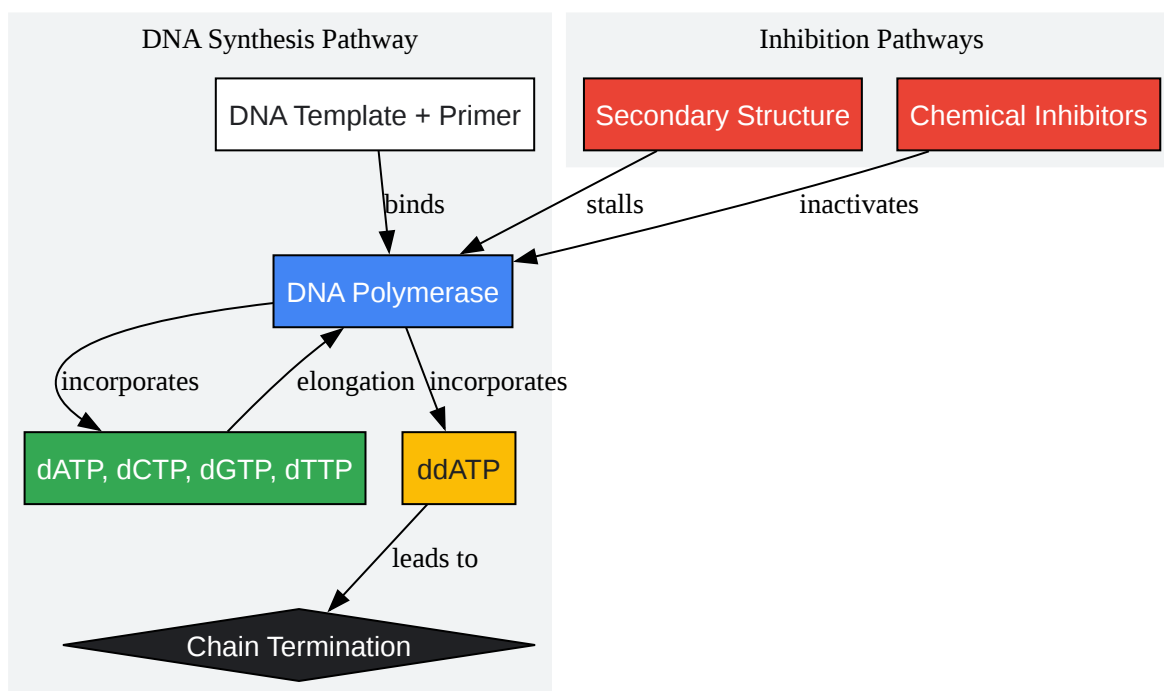 DNA Synthesis Pathway
Inhibition Pathways
DNA Template + Primer
Secondary Structure
Chemical Inhibitors
binds
stalls
inactivates
DNA Polymerase
incorporates
elongation
incorporates
dATP, dCTP, dGTP, dTTP
ddATP
leads to
Chain Termination